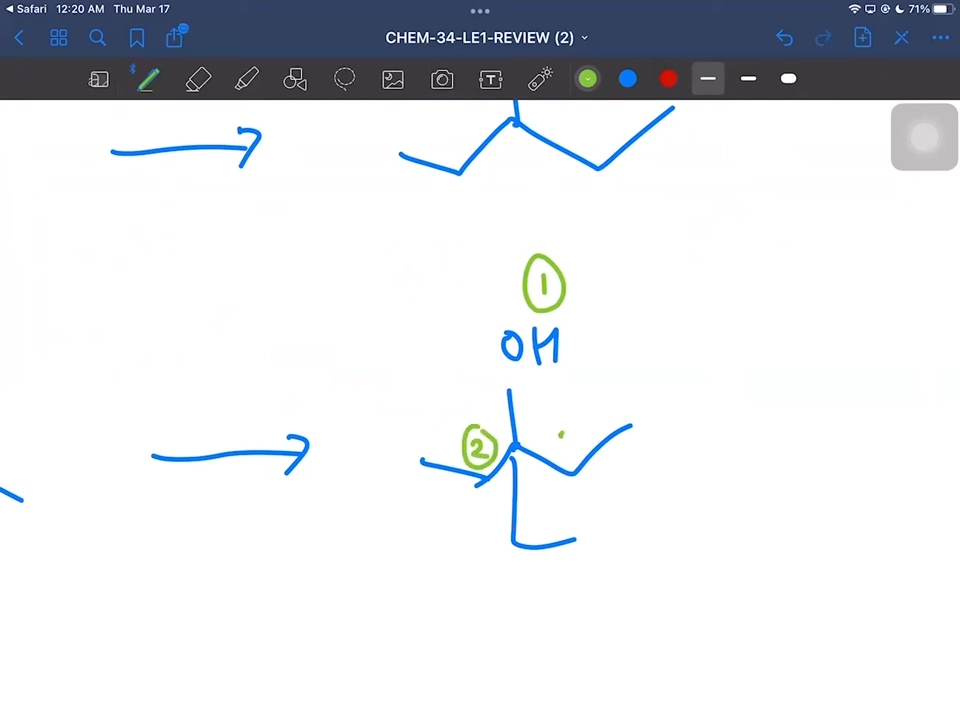 Safari 12:20 AM Thu Mar 17 71%
CHEM-34-LE1-REVIEW (2)
T
1
OH
2